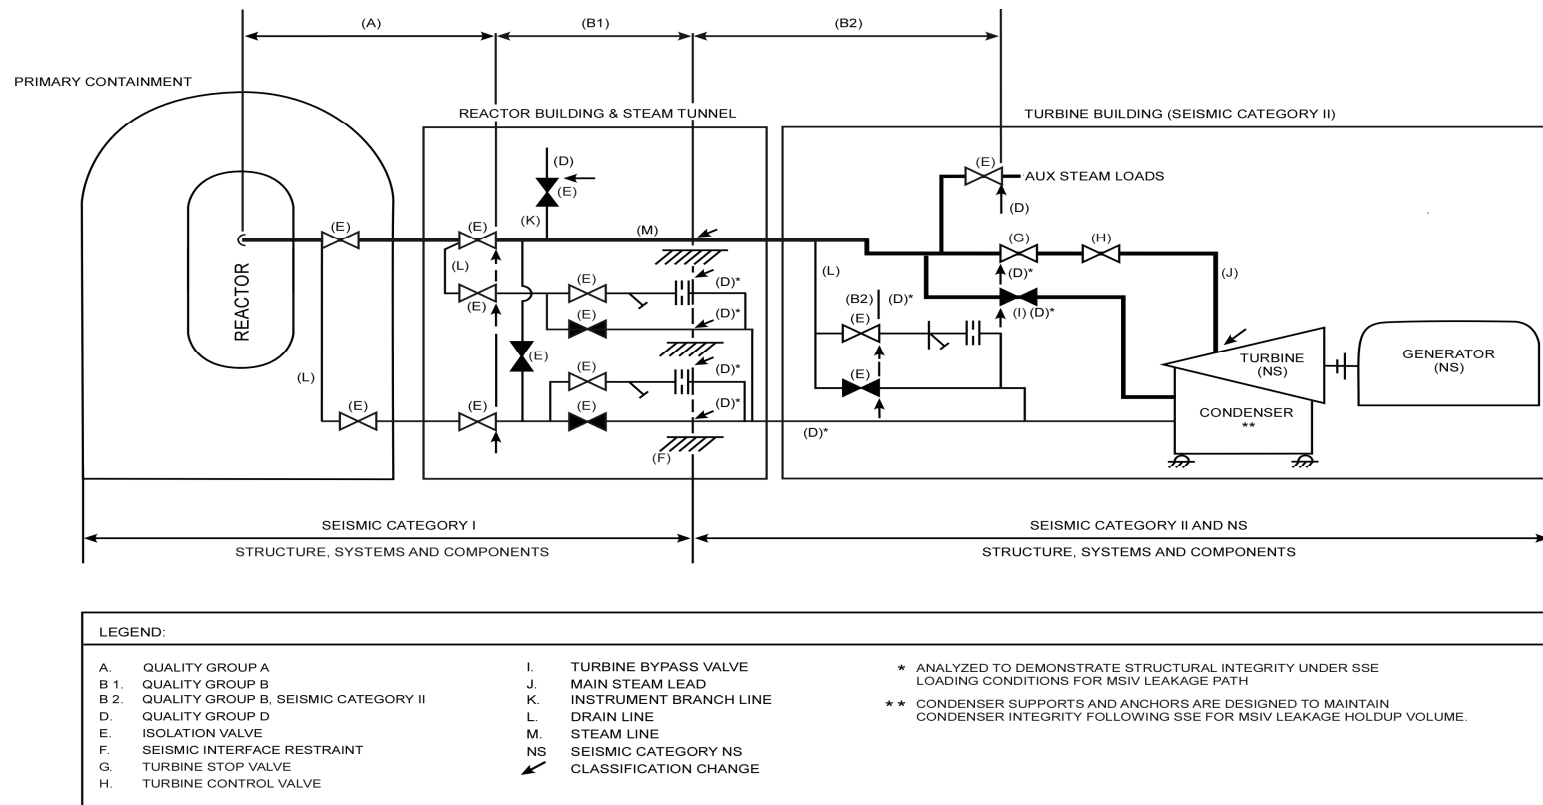 (A)
(B1)
(B2)
PRIMARY CONTAINMENT
REACTOR BUILDING & STEAM TUNNEL
TURBINE BUILDING (SEISMIC CATEGORY II)
(D)
(E)
(E)
AUX STEAM LOADS
(D)
(K)
(E)
(E)
(M)
(G)
(H)
(L)
(L)
(J)
REACTOR
(E)
(E)
(D)*
(D)*
(D)*
(B2)
(D)*
(E)
(I) (D)*
(E)
(E)
(D)*
(D)*
(E)
(L)
(E)
(E)
(E)
(D)*
(D)*
(F)
TURBINE
(NS)
GENERATOR
(NS)
CONDENSER
**
SEISMIC CATEGORY I
STRUCTURE, SYSTEMS AND COMPONENTS
SEISMIC CATEGORY II AND NS
STRUCTURE, SYSTEMS AND COMPONENTS
LEGEND:
A. QUALITY GROUP A
B 1. QUALITY GROUP B
B 2. QUALITY GROUP B, SEISMIC CATEGORY II
D. QUALITY GROUP D
E. ISOLATION VALVE
F. SEISMIC INTERFACE RESTRAINT
G. TURBINE STOP VALVE
H. TURBINE CONTROL VALVE
I. TURBINE BYPASS VALVE
J. MAIN STEAM LEAD
K. INSTRUMENT BRANCH LINE
L. DRAIN LINE
M. STEAM LINE
NS SEISMIC CATEGORY NS
CLASSIFICATION CHANGE
* ANALYZED TO DEMONSTRATE STRUCTURAL INTEGRITY UNDER SSE
LOADING CONDITIONS FOR MSIV LEAKAGE PATH
** CONDENSER SUPPORTS AND ANCHORS ARE DESIGNED TO MAINTAIN
CONDENSER INTEGRITY FOLLOWING SSE FOR MSIV LEAKAGE HOLDUP VOLUME.